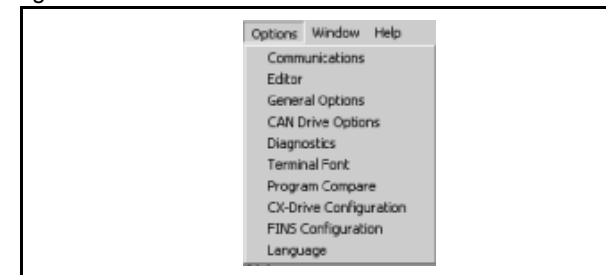 Options Window Help
Communications
Editor
General Options
CAN Drive Options
Diagnostics
Terminal Font
Program Compare
CX-Drive Configuration
FINS Configuration
Language